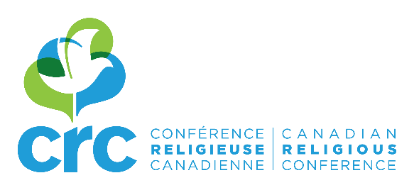 crc
CONFÉRENCE
RELIGIEUSE
CANADIENNE
CANADIAN
RELIGIOUS
CONFERENCE